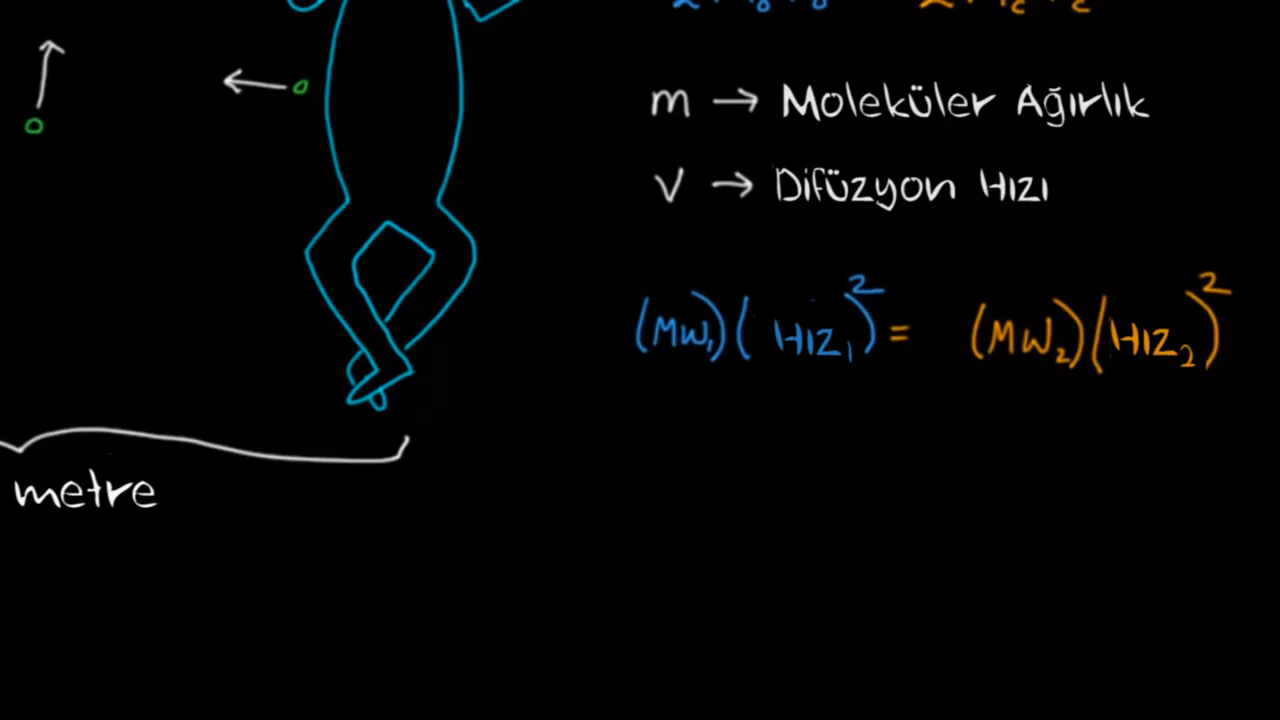 m → Moleküler Ağırlık
v → Difüzyon Hızı
(MW₁)(HIZ₁)² = (MW₂)(HIZ₂)²
metre